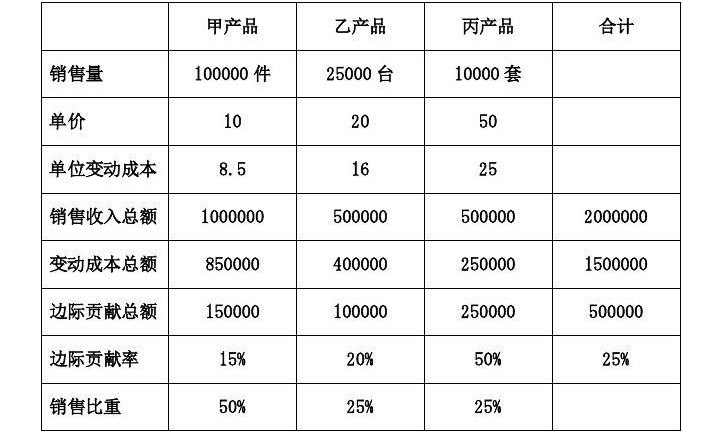 甲产品 乙产品 丙产品 合计
销售量 100000 件 25000 台 10000 套
单价 10 20 50
单位变动成本 8.5 16 25
销售收入总额 1000000 500000 500000 2000000
变动成本总额 850000 400000 250000 1500000
边际贡献总额 150000 100000 250000 500000
边际贡献率 15% 20% 50% 25%
销售比重 50% 25% 25%